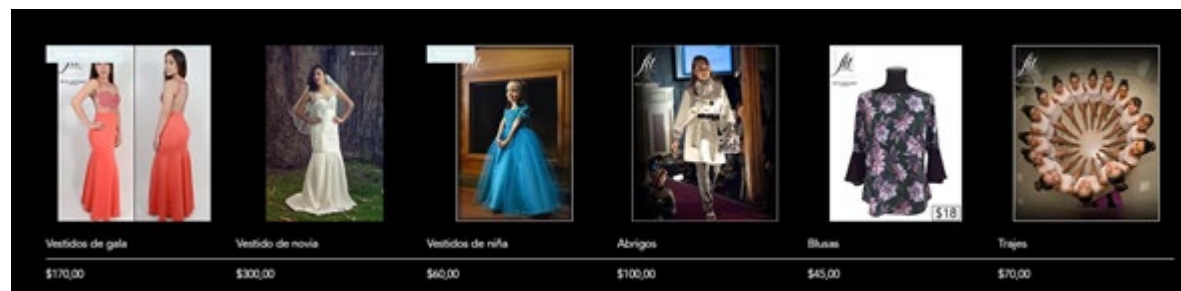 $18
Vestidos de gala
Vestido de novia
Vestidos de niña
Abrigos
Blusas
Trajes
$170,00
$300,00
$60,00
$100,00
$45,00
$70,00